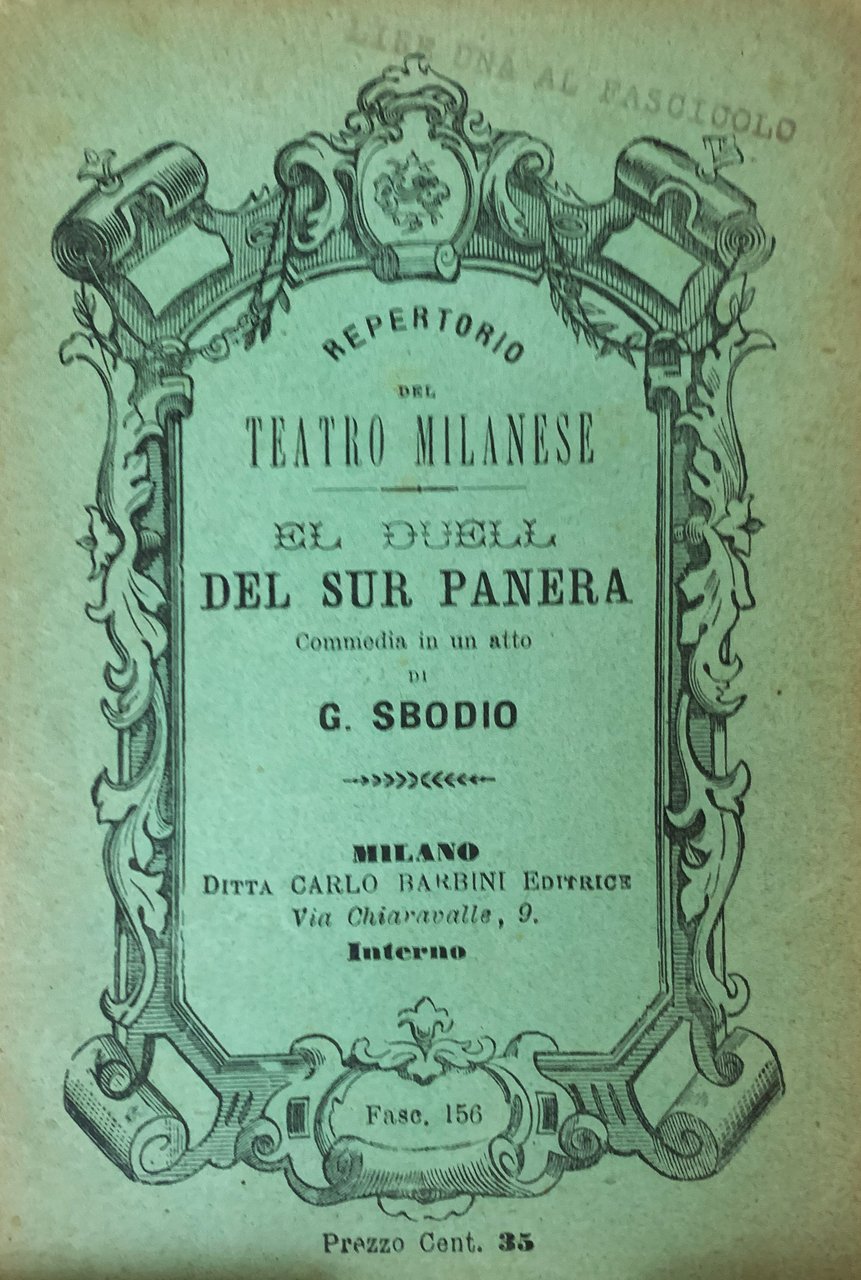 LIRE UNA AL FASCICOLO
REPERTORIO
DEL
TEATRO MILANESE
EL DUELL
DEL SUR PANERA
Commedia in un atto
DI
G. SBODIO
MILANO
DITTA CARLO BARBINI EDITRICE
Via Chiaravalle, 9.
Interno
Fasc. 156
Prezzo Cent. 35